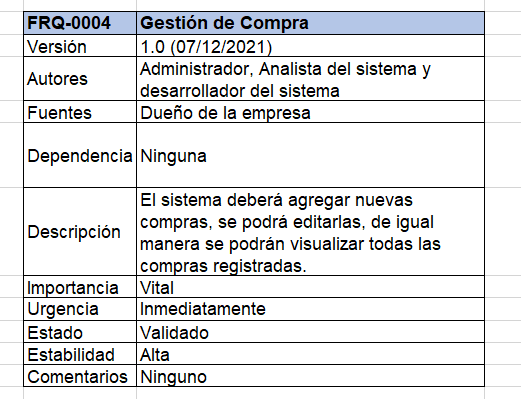 FRQ-0004 Gestión de Compra
Versión 1.0 (07/12/2021)
Autores Administrador, Analista del sistema y
desarrollador del sistema
Fuentes Dueño de la empresa
Dependencia Ninguna
Descripción El sistema deberá agregar nuevas
compras, se podrá editarlas, de igual
manera se podrán visualizar todas las
compras registradas.
Importancia Vital
Urgencia Inmediatamente
Estado Validado
Estabilidad Alta
Comentarios Ninguno